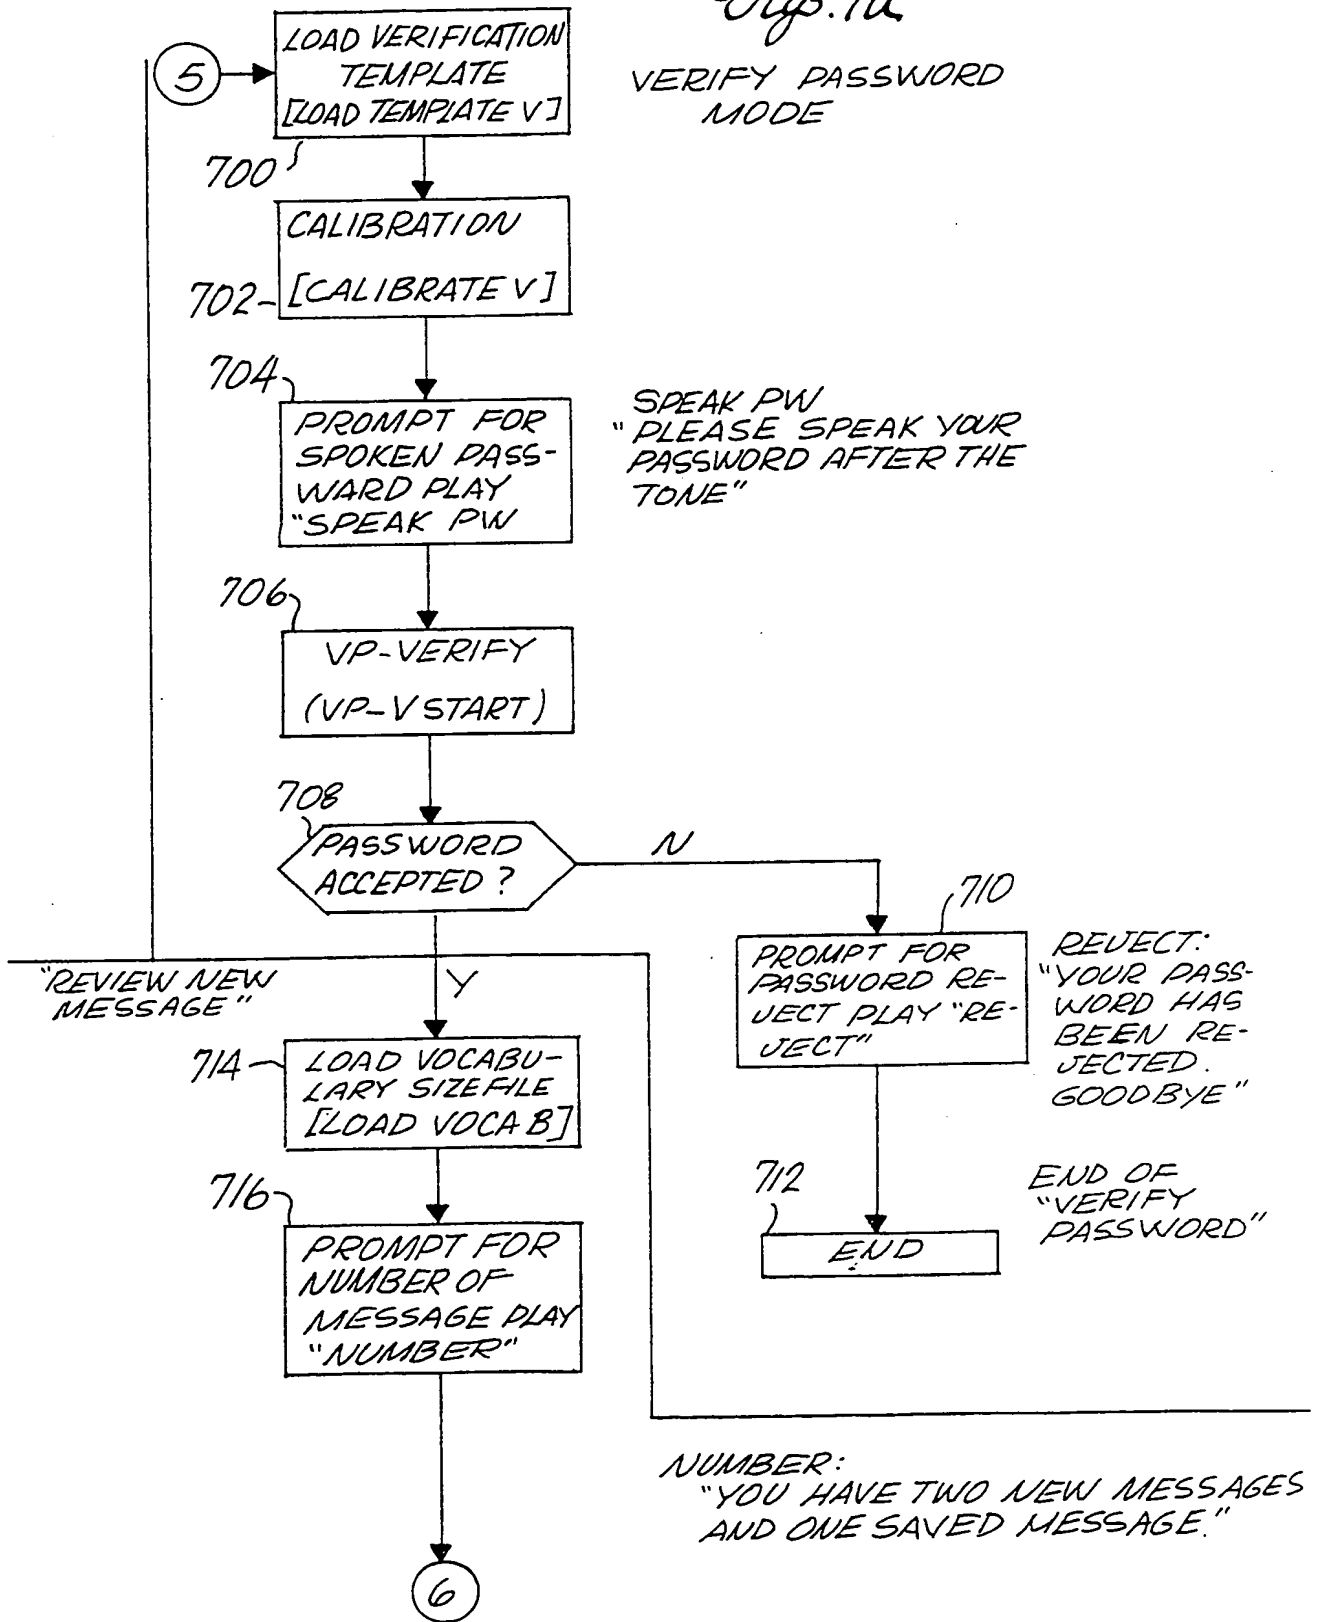 5
LOAD VERIFICATION
TEMPLATE
[LOAD TEMPLATE V]
700
VERIFY PASSWORD
MODE
CALIBRATION
[CALIBRATE V]
702
704
PROMPT FOR
SPOKEN PASS-
WARD PLAY
"SPEAK PW
SPEAK PW
"PLEASE SPEAK YOUR
PASSWORD AFTER THE
TONE"
706
VP-VERIFY
(VP-V START)
708
PASSWORD
ACCEPTED ?
N
710
PROMPT FOR
PASSWORD RE-
JECT PLAY "RE-
JECT"
REJECT:
"YOUR PASS-
WORD HAS
BEEN RE-
JECTED.
GOODBYE"
712
END
END OF
"VERIFY
PASSWORD"
"REVIEW NEW
MESSAGE"
Y
714
LOAD VOCABU-
LARY SIZEFILE
[LOAD VOCA B]
716
PROMPT FOR
NUMBER OF
MESSAGE PLAY
"NUMBER"
NUMBER:
"YOU HAVE TWO NEW MESSAGES
AND ONE SAVED MESSAGE."
6